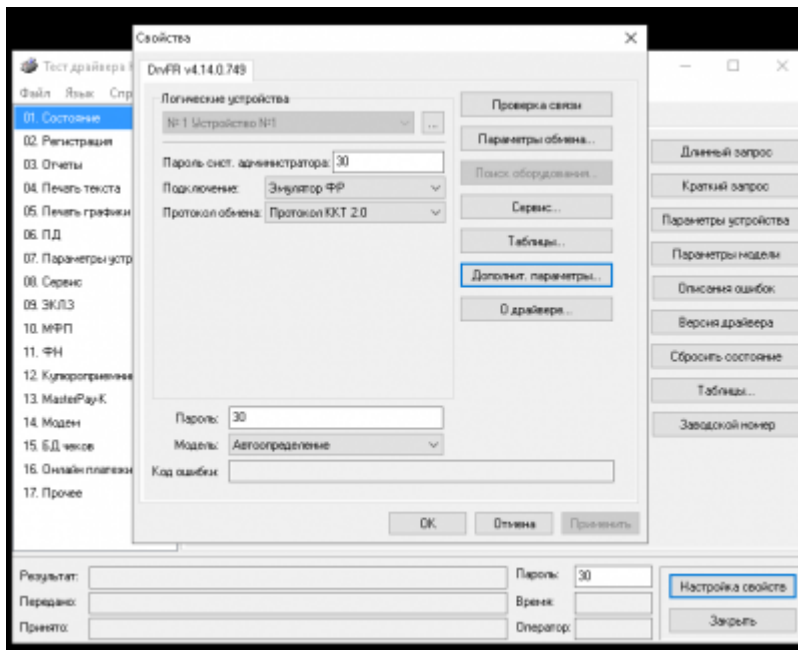 Свойства
Тест драйвера
Файл Язык Спр
DrvFR v4.14.0.749
Логические устройства
№ 1 Устройство №1
...
Пароль сист. администратора: 30
Подключение: Эмулятор ФР
Протокол обмена: Протокол ККТ 2.0
Проверка связи
Параметры обмена...
Поиск оборудования...
Сервис...
Таблицы...
Дополнит. параметры...
О драйвере...
Пароль: 30
Модель: Автоопределение
Код ошибки:
OK Отмена Применить
01. Состояние
02. Регистрация
03. Отчеты
04. Печать текста
05. Печать графики
06. ПД
07. Параметры устр
08. Сервис
09. ЭКЛЗ
10. МФП
11. ФН
12. Купюроприемник
13. MasterPay-K
14. Модем
15. БД чеков
16. Онлайн платежи
17. Прочее
Длинный запрос
Краткий запрос
Параметры устройства
Параметры модели
Описания ошибок
Версия драйвера
Сбросить состояние
Таблицы...
Заводской номер
Результат:
Передано:
Принято:
Пароль: 30
Время:
Оператор:
Настройка свойств
Закрыть